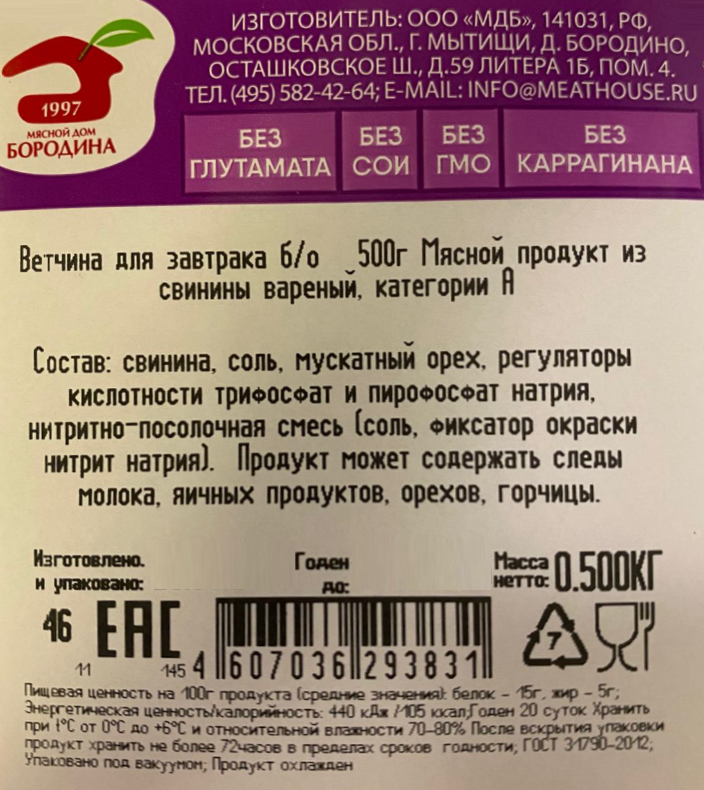 ИЗГОТОВИТЕЛЬ: ООО «МДБ», 141031, РФ,
МОСКОВСКАЯ ОБЛ., Г. МЫТИЩИ, Д. БОРОДИНО,
ОСТАШКОВСКОЕ Ш., Д.59 ЛИТЕРА 1Б, ПОМ. 4.
ТЕЛ. (495) 582-42-64; E-MAIL: INFO@MEATHOUSE.RU
1997
МЯСНОЙ ДОМ
БОРОДИНА
БЕЗ ГЛУТАМАТА
БЕЗ СОИ
БЕЗ ГМО
БЕЗ КАРРАГИНАНА
Ветчина для завтрака б/о _500г Мясной продукт из
свинины вареный, категории А
Состав: свинина, соль, мускатный орех, регуляторы
кислотности трифосфат и пирофосфат натрия,
нитритно-посолочная смесь (соль, фиксатор окраски
нитрит натрия). Продукт может содержать следы
молока, яичных продуктов, орехов, горчицы.
Изготовлено.
и упаковано:
Годен
до:
Масса
нетто: 0.500КГ
46 EAC
11 145
4 607036 293831
7
Пищевая ценность на 100г продукта (средние значения): белок - 15г, жир - 5г;
Энергетическая ценность/калорийность: 440 кДж /105 ккал;Годен 20 суток Хранить
при t°C от 0°C до +6°C и относительной влажности 70-80% После вскрытия упаковки
продукт хранить не более 72часов в пределах сроков годности; ГОСТ 31790-2012;
Упаковано под вакуумом; Продукт охлажден